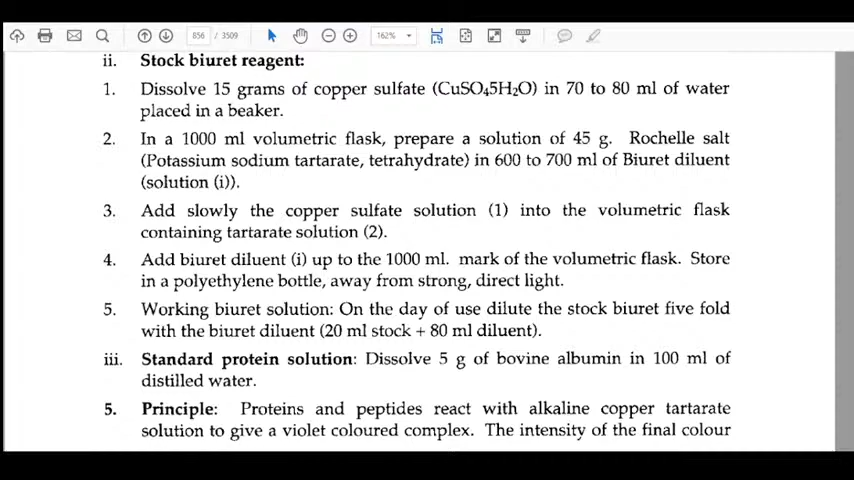 856 / 3509 162%
ii. Stock biuret reagent:
1. Dissolve 15 grams of copper sulfate (CuSO₄5H₂O) in 70 to 80 ml of water
placed in a beaker.
2. In a 1000 ml volumetric flask, prepare a solution of 45 g. Rochelle salt
(Potassium sodium tartarate, tetrahydrate) in 600 to 700 ml of Biuret diluent
(solution (i)).
3. Add slowly the copper sulfate solution (1) into the volumetric flask
containing tartarate solution (2).
4. Add biuret diluent (i) up to the 1000 ml. mark of the volumetric flask. Store
in a polyethylene bottle, away from strong, direct light.
5. Working biuret solution: On the day of use dilute the stock biuret five fold
with the biuret diluent (20 ml stock + 80 ml diluent).
iii. Standard protein solution: Dissolve 5 g of bovine albumin in 100 ml of
distilled water.
5. Principle: Proteins and peptides react with alkaline copper tartarate
solution to give a violet coloured complex. The intensity of the final colour